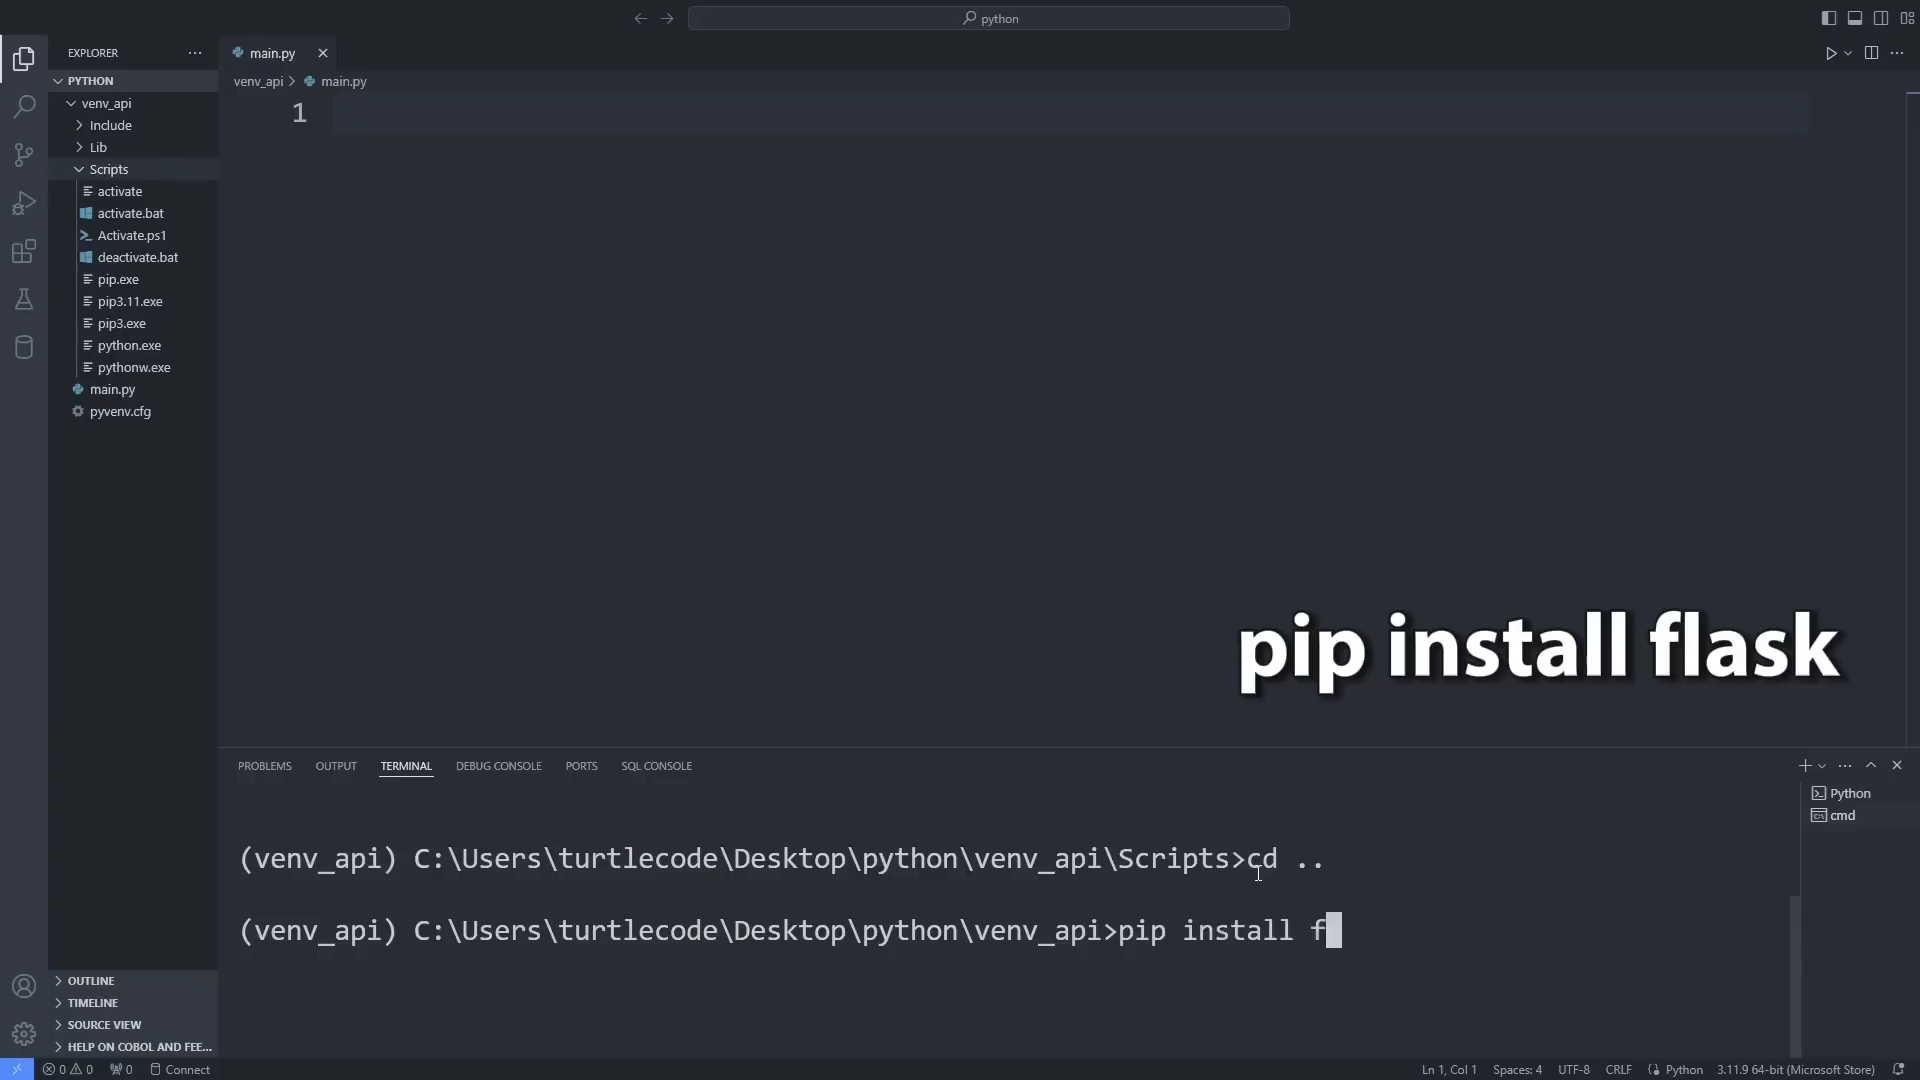 python
EXPLORER
main.py
PYTHON
venv_api > main.py
venv_api
1
Include
Lib
Scripts
activate
activate.bat
Activate.ps1
deactivate.bat
pip.exe
pip3.11.exe
pip3.exe
python.exe
pythonw.exe
main.py
pyvenv.cfg
pip install flask
PROBLEMS OUTPUT TERMINAL DEBUG CONSOLE PORTS SQL CONSOLE
Python
cmd
(venv_api) C:\Users\turtlecode\Desktop\python\venv_api\Scripts>cd ..
(venv_api) C:\Users\turtlecode\Desktop\python\venv_api>pip install f
OUTLINE
TIMELINE
SOURCE VIEW
HELP ON COBOL AND FEE...
0 0 0 Connect Ln 1, Col 1 Spaces: 4 UTF-8 CRLF Python 3.11.9 64-bit (Microsoft Store)